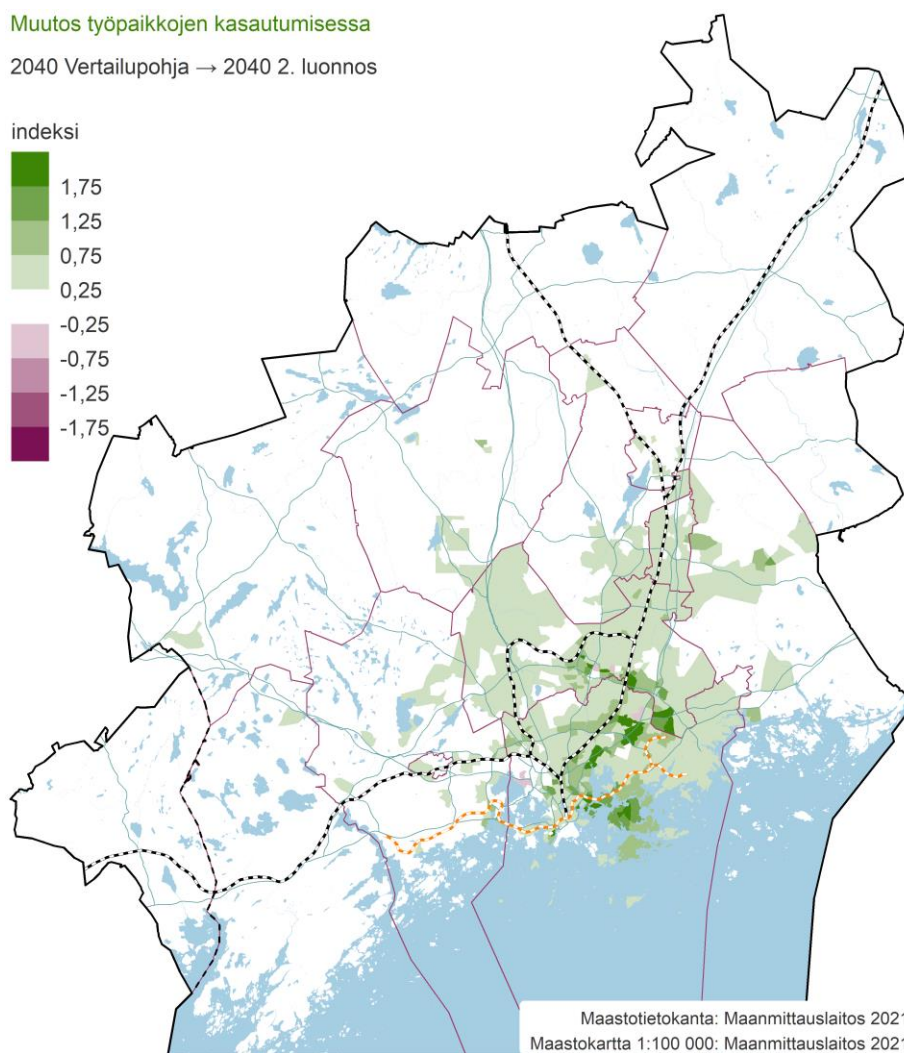 Muutos työpaikkojen kasautumisessa
2040 Vertailupohja → 2040 2. luonnos
indeksi
1,75
1,25
0,75
0,25
-0,25
-0,75
-1,25
-1,75
Maastotietokanta: Maanmittauslaitos 2021
Maastokartta 1:100 000: Maanmittauslaitos 2021